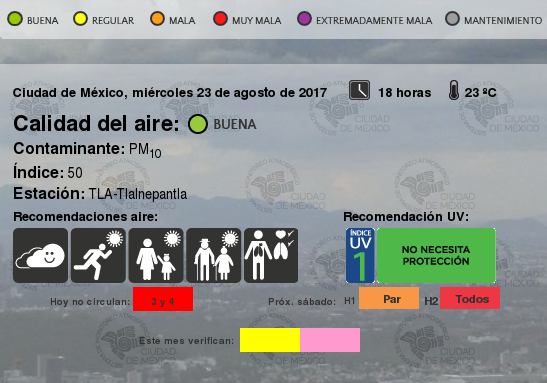 BUENA REGULAR MALA MUY MALA EXTREMADAMENTE MALA MANTENIMIENTO
Ciudad de México, miércoles 23 de agosto de 2017 18 horas 23 ºC
Calidad del aire: BUENA
Contaminante: PM10
Índice: 50
Estación: TLA-Tlalnepantla
Recomendaciones aire: Recomendación UV:
ÍNDICE
UV
1
NO NECESITA
PROTECCIÓN
Hoy no circulan: 3 y 4 Próx. sábado: H1 Par H2 Todos
Este mes verifican:
CIUDAD
DE MÉXICO